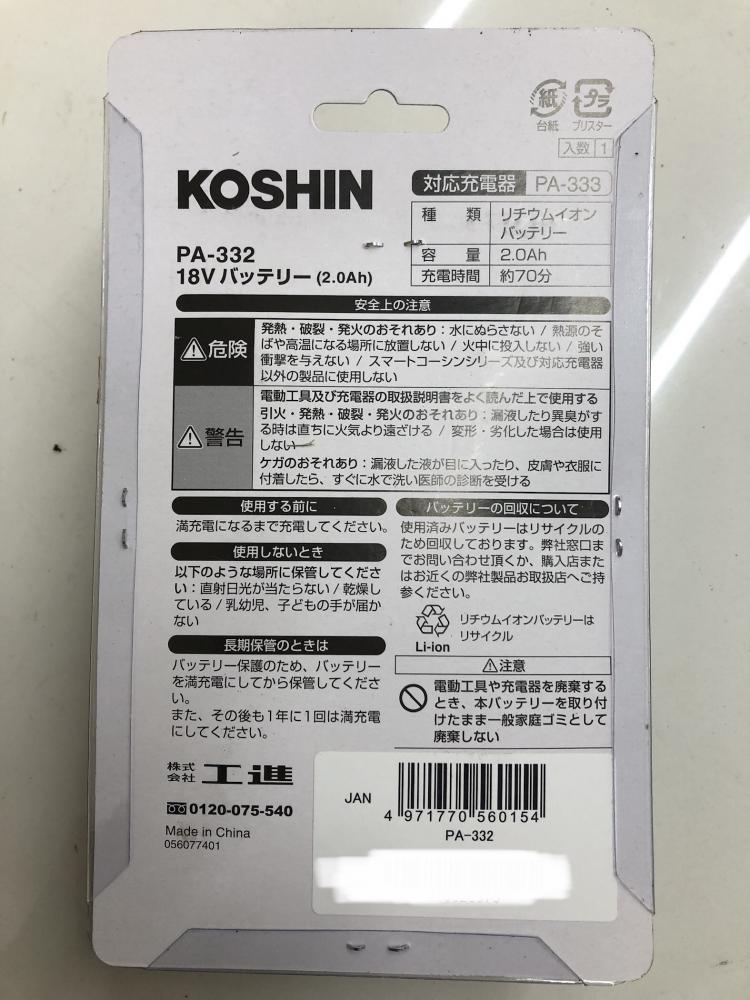 紙
プラ
台紙
ブリスター
入数 1
KOSHIN
対応充電器 PA-333
種類 リチウムイオン
バッテリー
容量 2.0Ah
充電時間 約70分
PA-332
18Vバッテリー(2.0Ah)
安全上の注意
危険
発熱・破裂・発火のおそれあり：水にぬらさない / 熱源のそ
ばや高温になる場所に放置しない / 火中に投入しない / 強い
衝撃を与えない / スマートコーシンシリーズ及び対応充電器
以外の製品に使用しない
警告
電動工具及び充電器の取扱説明書をよく読んだ上で使用する
引火・発熱・破裂・発火のおそれあり：漏液したり異臭がす
る時は直ちに火気より遠ざける / 変形・劣化した場合は使用
しない
ケガのおそれあり：漏液した液が目に入ったり、皮膚や衣服に
付着したら、すぐに水で洗い医師の診断を受ける
使用する前に
満充電になるまで充電してください。
使用しないとき
以下のような場所に保管してくださ
い：直射日光が当たらない / 乾燥し
ている / 乳幼児、子どもの手が届か
ない
長期保管のときは
バッテリー保護のため、バッテリー
を満充電にしてから保管してくださ
い。
また、その後も1年に1回は満充電
にしてください。
バッテリーの回収について
使用済みバッテリーはリサイクルの
ため回収しております。弊社窓口ま
でお問い合わせ頂くか、購入店また
はお近くの弊社製品お取扱店へご持
参ください。
リチウムイオンバッテリーは
リサイクル
Li-ion
注意
電動工具や充電器を廃棄する
とき、本バッテリーを取り付
けたまま一般家庭ゴミとして
廃棄しない
株式
会社 工進
0120-075-540
Made in China
056077401
JAN
4 971770 560154
PA-332